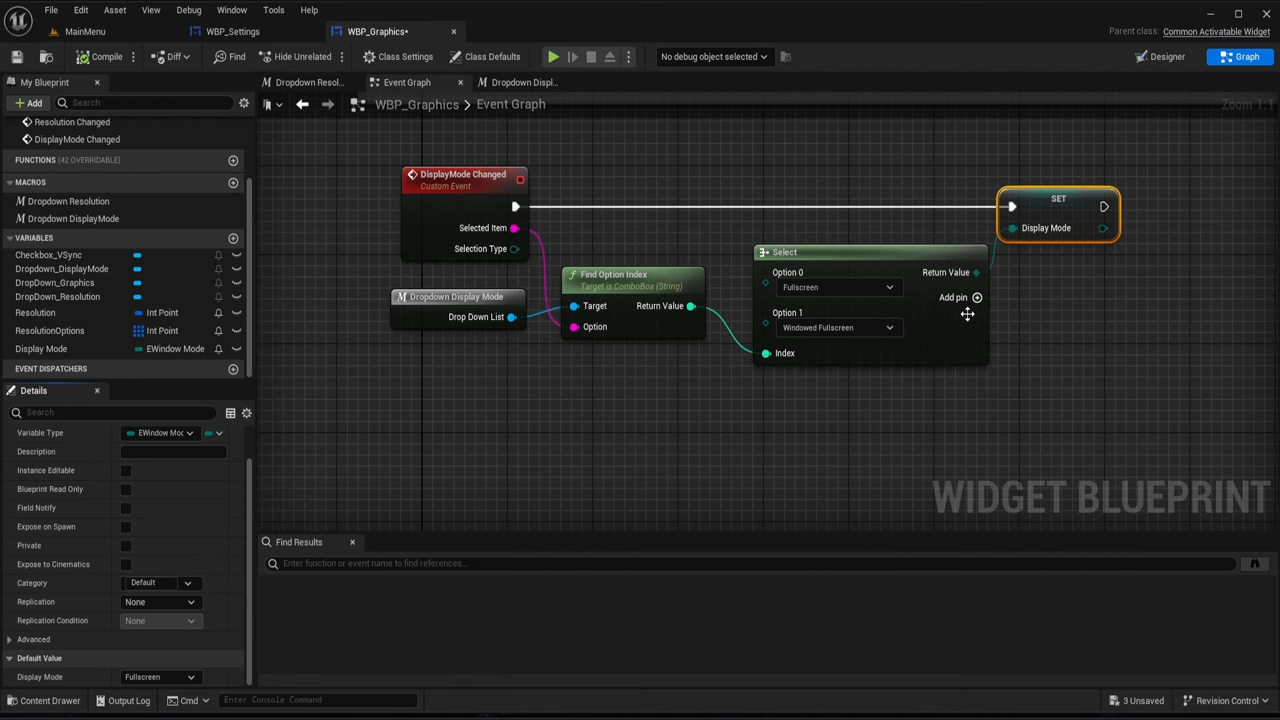 File Edit Asset View Debug Window Tools Help
MainMenu WBP_Settings WBP_Graphics• Parent class: Common Activatable Widget
Compile Diff Find Hide Unrelated Class Settings Class Defaults No debug object selected Designer Graph
My Blueprint Dropdown Resol... Event Graph Dropdown Displ...
Add Search WBP_Graphics > Event Graph Zoom 1:1
Resolution Changed
DisplayMode Changed
FUNCTIONS (42 OVERRIDABLE)
MACROS
Dropdown Resolution
Dropdown DisplayMode
VARIABLES
Checkbox_VSync
Dropdown_DisplayMode
Dropdown_Graphics
Dropdown_Resolution
Resolution Int Point
ResolutionOptions Int Point
Display Mode EWindow Mode
EVENT DISPATCHERS
DisplayMode Changed
Custom Event
Selected Item
Selection Type
Dropdown Display Mode
Drop Down List
Find Option Index
Target is ComboBox (String)
Target Return Value
Option
Select
Option 0 Return Value
Fullscreen
Add pin
Option 1
Windowed Fullscreen
Index
SET
Display Mode
WIDGET BLUEPRINT
Details
Search
Variable Type EWindow Moc
Description
Instance Editable
Blueprint Read Only
Field Notify
Expose on Spawn
Private
Expose to Cinematics
Category Default
Replication None
Replication Condition None
Advanced
Default Value
Display Mode Fullscreen
Find Results
Enter function or event name to find references...
Content Drawer Output Log Cmd Enter Console Command 3 Unsaved Revision Control